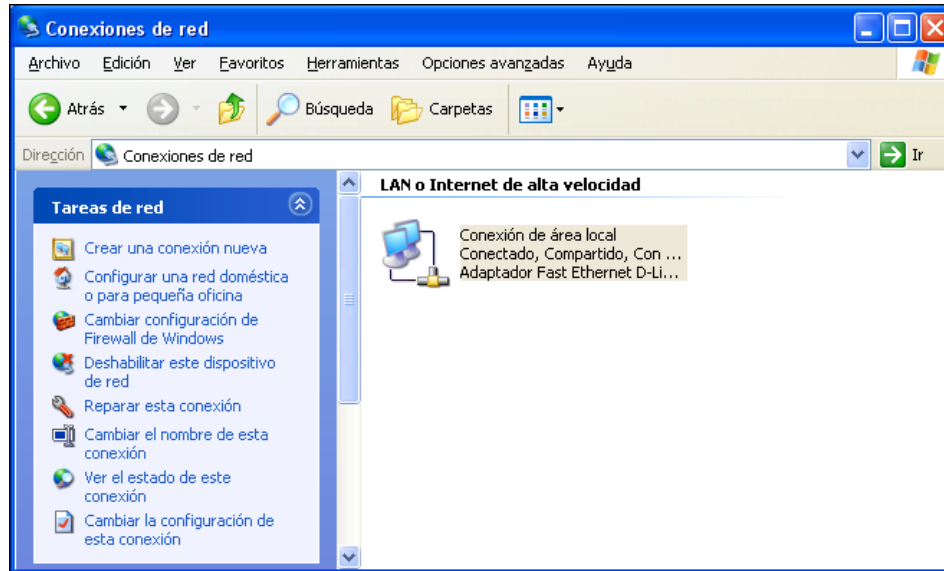 Conexiones de red
Archivo Edición Ver Favoritos Herramientas Opciones avanzadas Ayuda
Atrás Búsqueda Carpetas
Dirección Conexiones de red Ir
Tareas de red
Crear una conexión nueva
Configurar una red doméstica
o para pequeña oficina
Cambiar configuración de
Firewall de Windows
Deshabilitar este dispositivo
de red
Reparar esta conexión
Cambiar el nombre de esta
conexión
Ver el estado de este
conexión
Cambiar la configuración de
esta conexión
LAN o Internet de alta velocidad
Conexión de área local
Conectado, Compartido, Con ...
Adaptador Fast Ethernet D-Li...